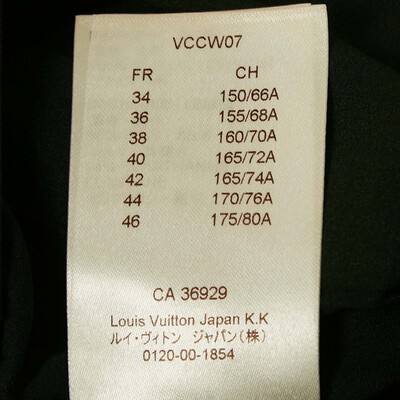 VCCW07
FR CH
34 150/66A
36 155/68A
38 160/70A
40 165/72A
42 165/74A
44 170/76A
46 175/80A
CA 36929
Louis Vuitton Japan K.K
ルイ・ヴィトン ジャパン(株)
0120-00-1854